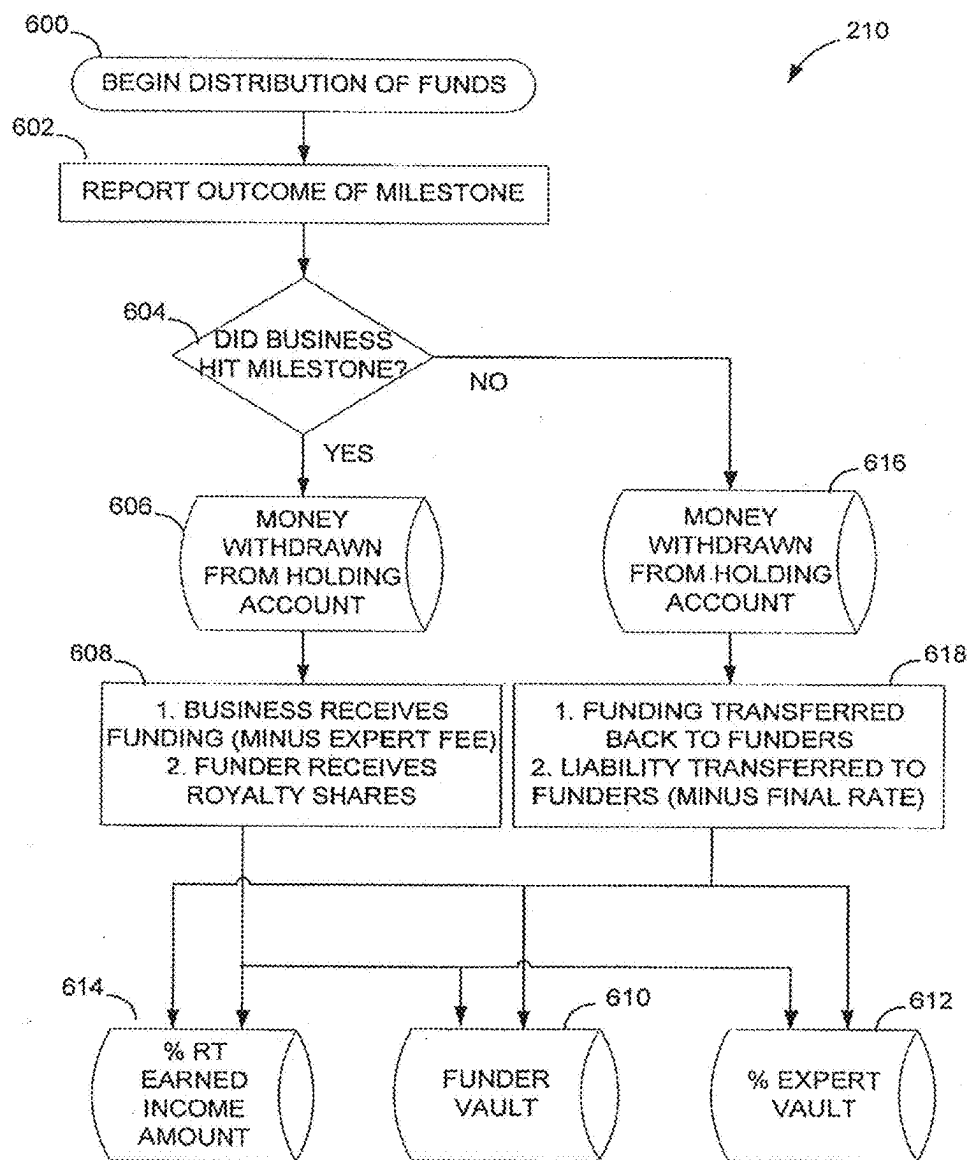 600
210
BEGIN DISTRIBUTION OF FUNDS
602
REPORT OUTCOME OF MILESTONE
604
DID BUSINESS
HIT MILESTONE?
NO
YES
606
MONEY
WITHDRAWN
FROM HOLDING
ACCOUNT
616
MONEY
WITHDRAWN
FROM HOLDING
ACCOUNT
608
1. BUSINESS RECEIVES
FUNDING (MINUS EXPERT FEE)
2. FUNDER RECEIVES
ROYALTY SHARES
618
1. FUNDING TRANSFERRED
BACK TO FUNDERS
2. LIABILITY TRANSFERRED TO
FUNDERS (MINUS FINAL RATE)
614
% RT
EARNED
INCOME
AMOUNT
610
FUNDER
VAULT
612
% EXPERT
VAULT